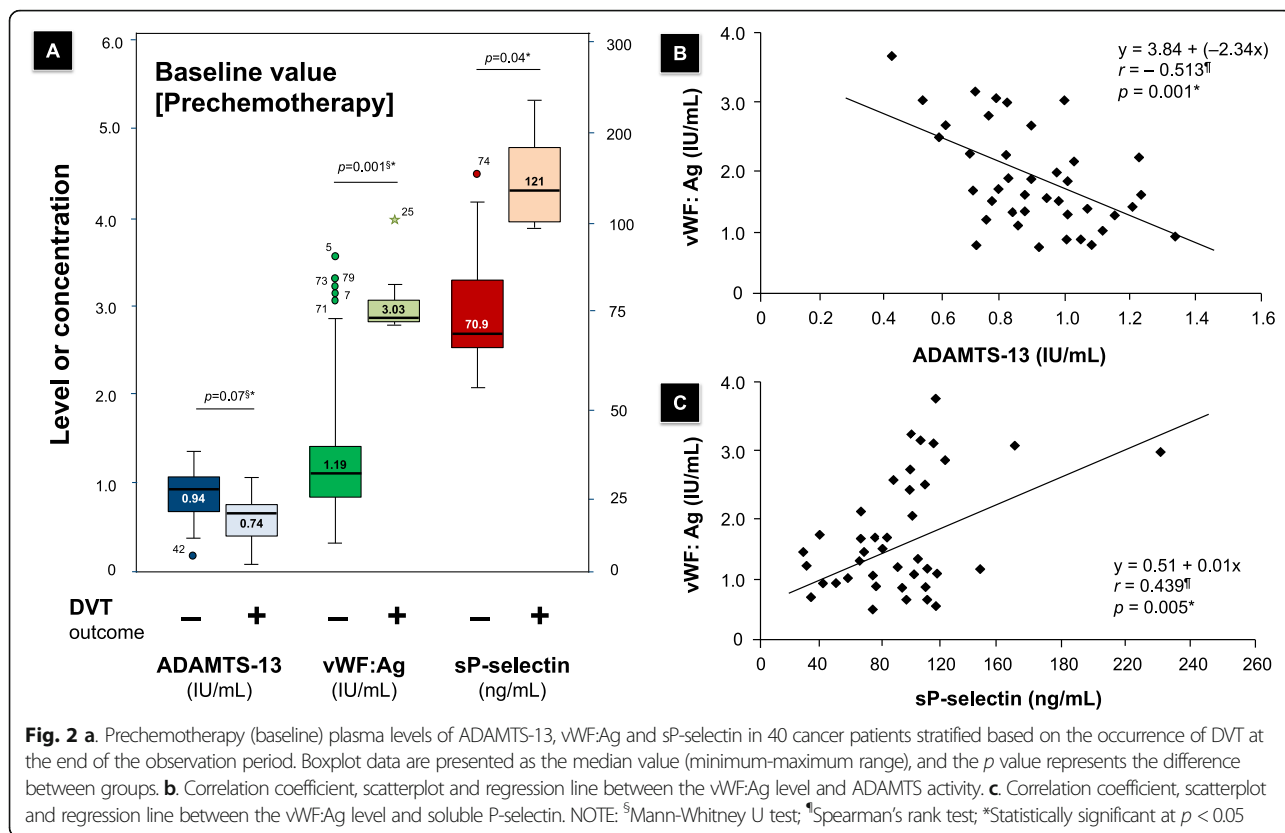 A
Baseline value
[Prechemotherapy]
Level or concentration
6.0
5.0
4.0
3.0
2.0
1.0
0
300
200
100
75
50
25
0
p=0.07§*
p=0.001§*
p=0.04*
42
0.94
0.74
5
73 79
7
71
1.19
25
3.03
74
70.9
121
DVT
outcome
– + – + – +
ADAMTS-13
(IU/mL)
vWF:Ag
(IU/mL)
sP-selectin
(ng/mL)
B
vWF: Ag (IU/mL)
4.0
3.0
2.0
1.0
0
y = 3.84 + (–2.34x)
r = – 0.513¶
p = 0.001*
0 0.2 0.4 0.6 0.8 1.0 1.2 1.4 1.6
ADAMTS-13 (IU/mL)
C
vWF: Ag (IU/mL)
4.0
3.0
2.0
1.0
0
y = 0.51 + 0.01x
r = 0.439¶
p = 0.005*
0 40 80 120 160 220 240 260
sP-selectin (ng/mL)
Fig. 2 a. Prechemotherapy (baseline) plasma levels of ADAMTS-13, vWF:Ag and sP-selectin in 40 cancer patients stratified based on the occurrence of DVT at
the end of the observation period. Boxplot data are presented as the median value (minimum-maximum range), and the p value represents the difference
between groups. b. Correlation coefficient, scatterplot and regression line between the vWF:Ag level and ADAMTS activity. c. Correlation coefficient, scatterplot
and regression line between the vWF:Ag level and soluble P-selectin. NOTE: §Mann-Whitney U test; ¶Spearman's rank test; *Statistically significant at p < 0.05